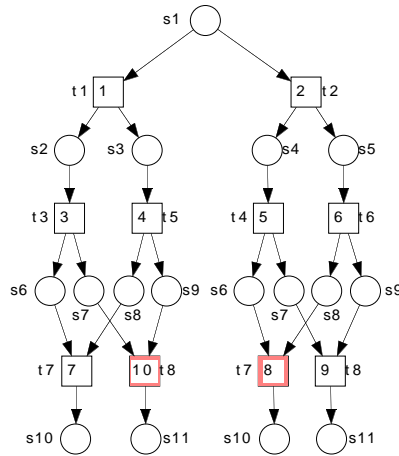 s1
t1 1 2 t2
s2 s3 s4 s5
t3 3 4 t5 t4 5 6 t6
s6 s7 s8 s9 s6 s7 s8 s9
t7 7 10 t8 t7 8 9 t8
s10 s11 s10 s11